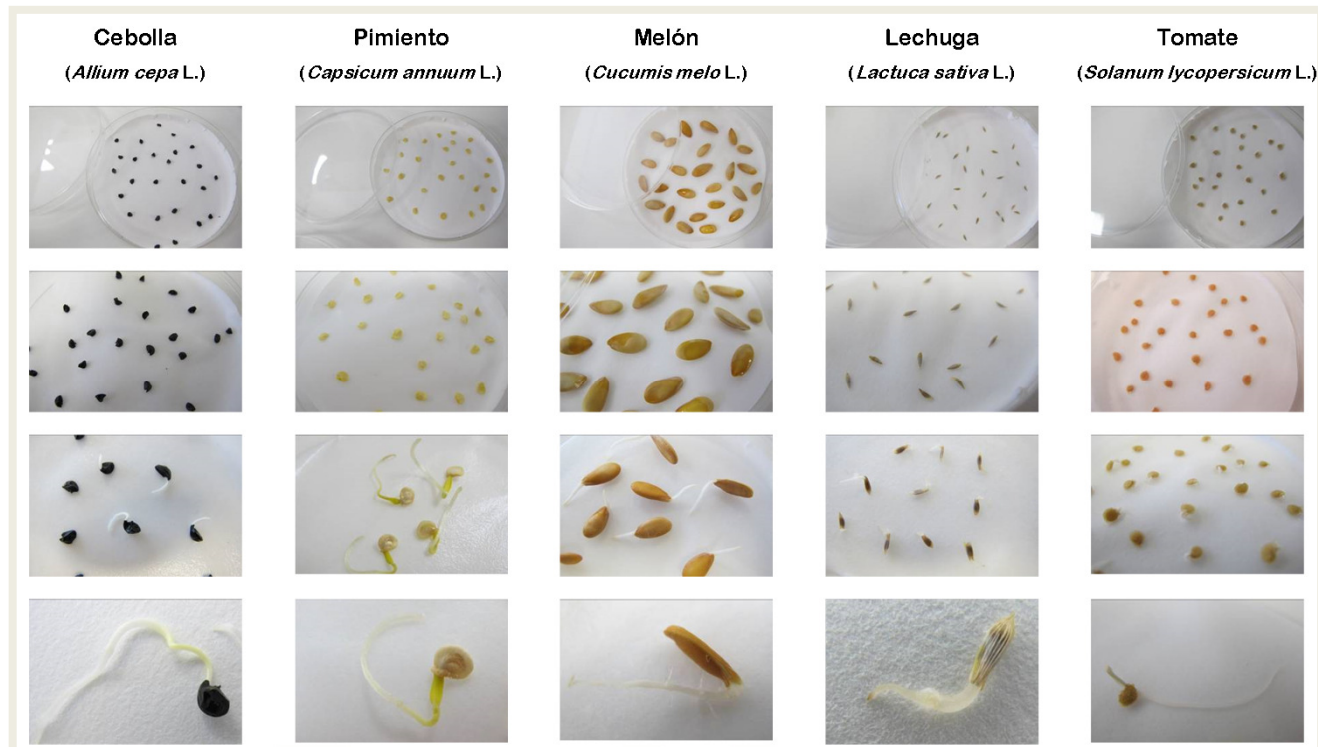 Cebolla
(Allium cepa L.)
Pimiento
(Capsicum annuum L.)
Melón
(Cucumis melo L.)
Lechuga
(Lactuca sativa L.)
Tomate
(Solanum lycopersicum L.)